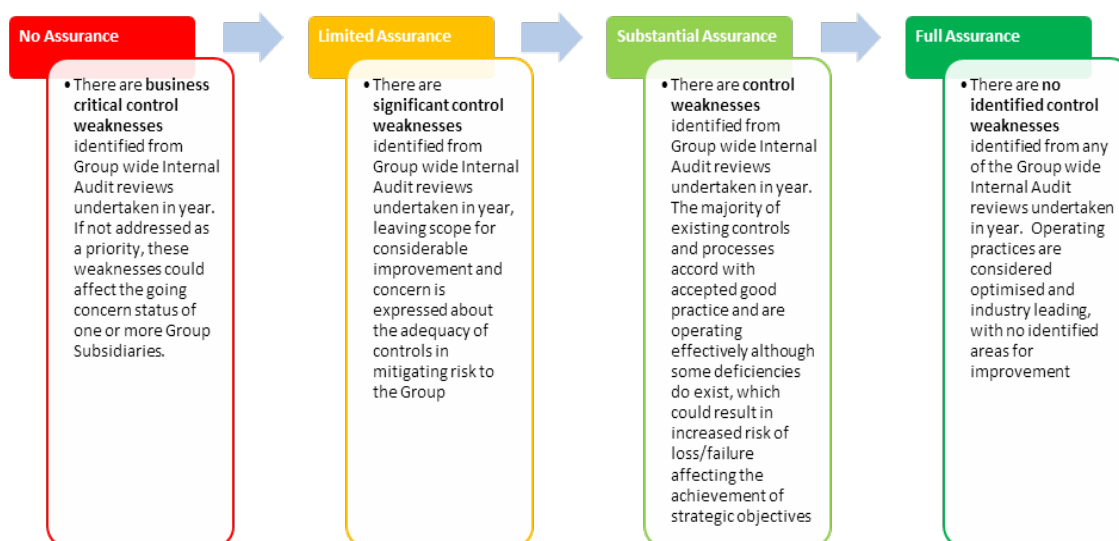 No Assurance
• There are business
critical control
weaknesses
identified from
Group wide Internal
Audit reviews
undertaken in year.
If not addressed as
a priority, these
weaknesses could
affect the going
concern status of
one or more Group
Subsidiaries.
Limited Assurance
• There are
significant control
weaknesses
identified from
Group wide Internal
Audit reviews
undertaken in year,
leaving scope for
considerable
improvement and
concern is
expressed about
the adequacy of
controls in
mitigating risk to
the Group
Substantial Assurance
• There are control
weaknesses
identified from
Group wide Internal
Audit reviews
undertaken in year.
The majority of
existing controls
and processes
accord with
accepted good
practice and are
operating
effectively although
some deficiencies
do exist, which
could result in
increased risk of
loss/failure
affecting the
achievement of
strategic objectives
Full Assurance
• There are no
identified control
weaknesses
identified from any
of the Group wide
Internal Audit
reviews undertaken
in year. Operating
practices are
considered
optimised and
industry leading,
with no identified
areas for
improvement